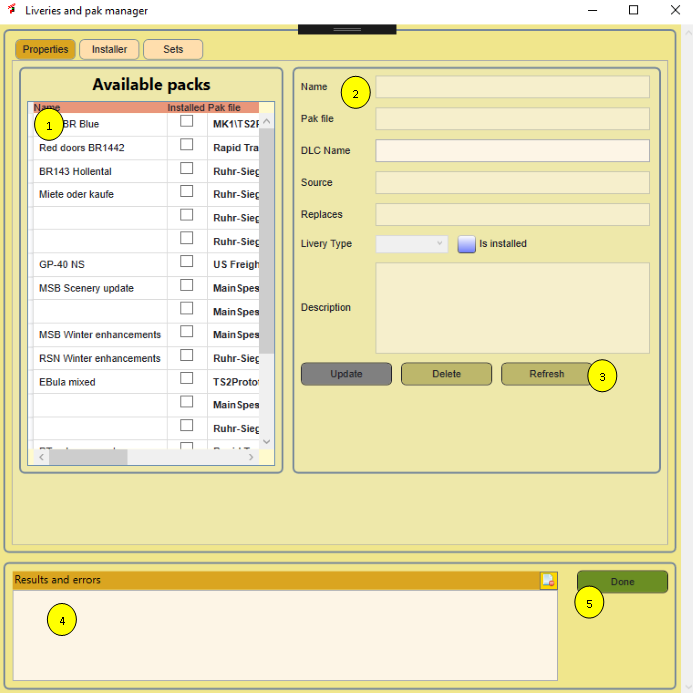 Liveries and pak manager
Properties Installer Sets
Available packs
Name Installed Pak file
1 BR Blue MK1\TS2P
Red doors BR1442 Rapid Tra
BR143 Hollental Ruhr-Sieg
Miete oder kaufe Ruhr-Sieg
Ruhr-Sieg
Ruhr-Sieg
GP-40 NS US Freigh
MSB Scenery update MainSpes
MainSpes
MSB Winter enhancements MainSpes
RSN Winter enhancements Ruhr-Sieg
EBula mixed TS2Protot
MainSpes
Ruhr-Sieg
Name 2
Pak file
DLC Name
Source
Replaces
Livery Type Is installed
Description
Update Delete Refresh 3
Results and errors
4
Done
5